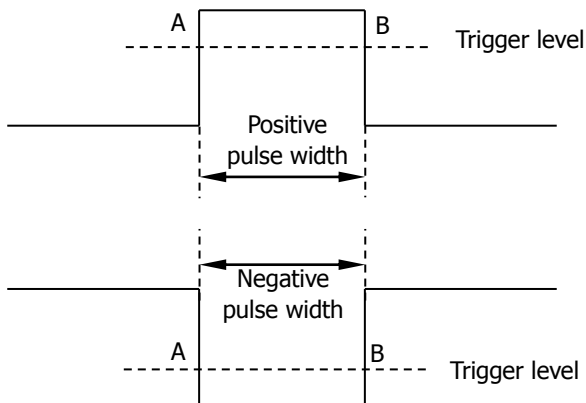 A
B
Trigger level
Positive
pulse width
Negative
pulse width
A
B
Trigger level